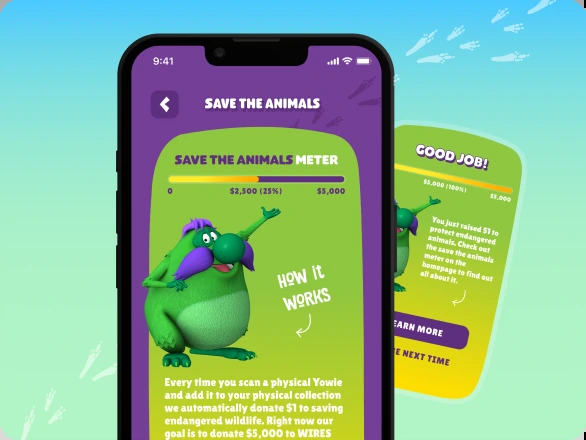 9:41
SAVE THE ANIMALS
SAVE THE ANIMALS METER
0 $2,500 (25%) $5,000
HOW IT
WORKS
Every time you scan a physical Yowie
and add it to your physical collection
we automatically donate $1 to saving
endangered wildlife. Right now our
goal is to donate $5,000 to WIRES
GOOD JOB!
$5,000 (100%) $5,000
You just raised $1 to
protect endangered
animals. Check out
the save the animals
meter on the
homepage to find out
all about it.
EARN MORE
NEXT TIME